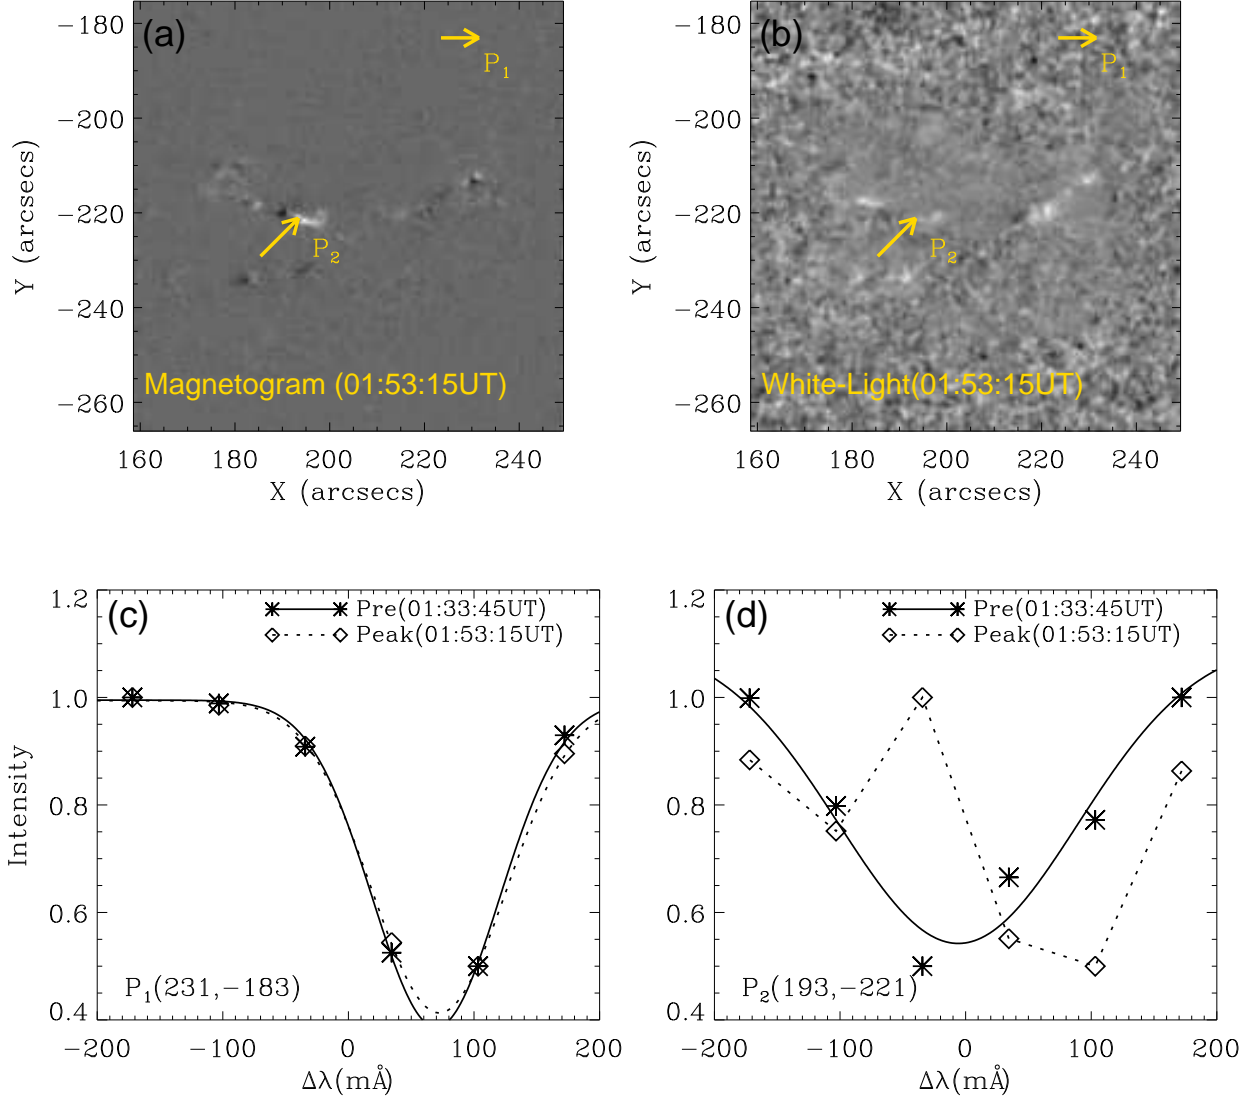 (a)
P1
P2
Magnetogram (01:53:15UT)
−180
−200
−220
−240
−260
Y (arcsecs)
160 180 200 220 240
X (arcsecs)
(b)
P1
P2
White-Light(01:53:15UT)
−180
−200
−220
−240
−260
Y (arcsecs)
160 180 200 220 240
X (arcsecs)
(c)
Pre(01:33:45UT)
Peak(01:53:15UT)
P1(231,−183)
1.2
1.0
0.8
0.6
0.4
Intensity
−200 −100 0 100 200
Δλ(mÅ)
(d)
Pre(01:33:45UT)
Peak(01:53:15UT)
P2(193,−221)
1.2
1.0
0.8
0.6
0.4
−200 −100 0 100 200
Δλ(mÅ)